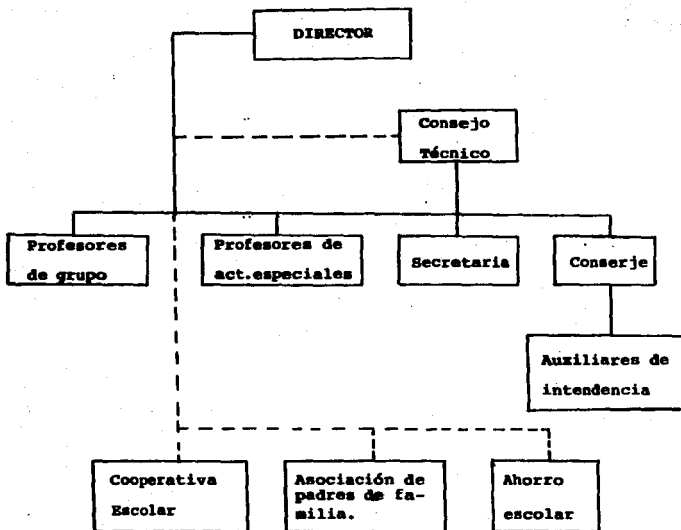 DIRECTOR
Consejo
Técnico
Profesores
de grupo
Profesores de
act.especiales
Secretaria
Conserje
Auxiliares de
intendencia
Cooperativa
Escolar
Asociación de
padres de fa-
milia.
Ahorro
escolar